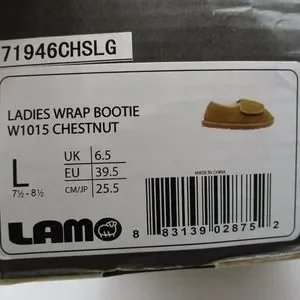 71946CHSLG
LADIES WRAP BOOTIE
W1015 CHESTNUT
L
7½ - 8½
UK 6.5
EU 39.5
CM/JP 25.5
MADE IN CHINA
LAMO
8 83139 02875 2